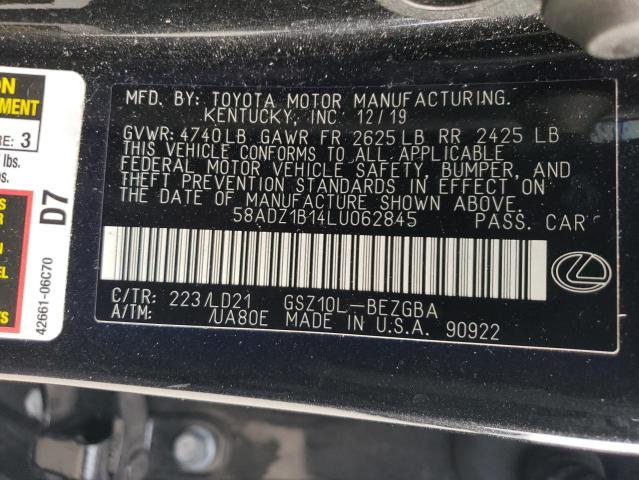 ON
EMENT
RE: 3
lbs.
bs.
D7
42661-06C70
MFD. BY: TOYOTA MOTOR MANUFACTURING.
KENTUCKY, INC. 12/19
GVWR: 4740LB GAWR FR 2625 LB RR 2425 LB
THIS VEHICLE CONFORMS TO ALL APPLICABLE
FEDERAL MOTOR VEHICLE SAFETY, BUMPER, AND
THEFT PREVENTION STANDARDS IN EFFECT ON
THE DATE OF MANUFACTURE SHOWN ABOVE.
58ADZ1B14LU062845 PASS. CAR
C/TR: 223/LD21 GSZ10L-BEZGBA
A/TM: /UA80E MADE IN U.S.A. 90922